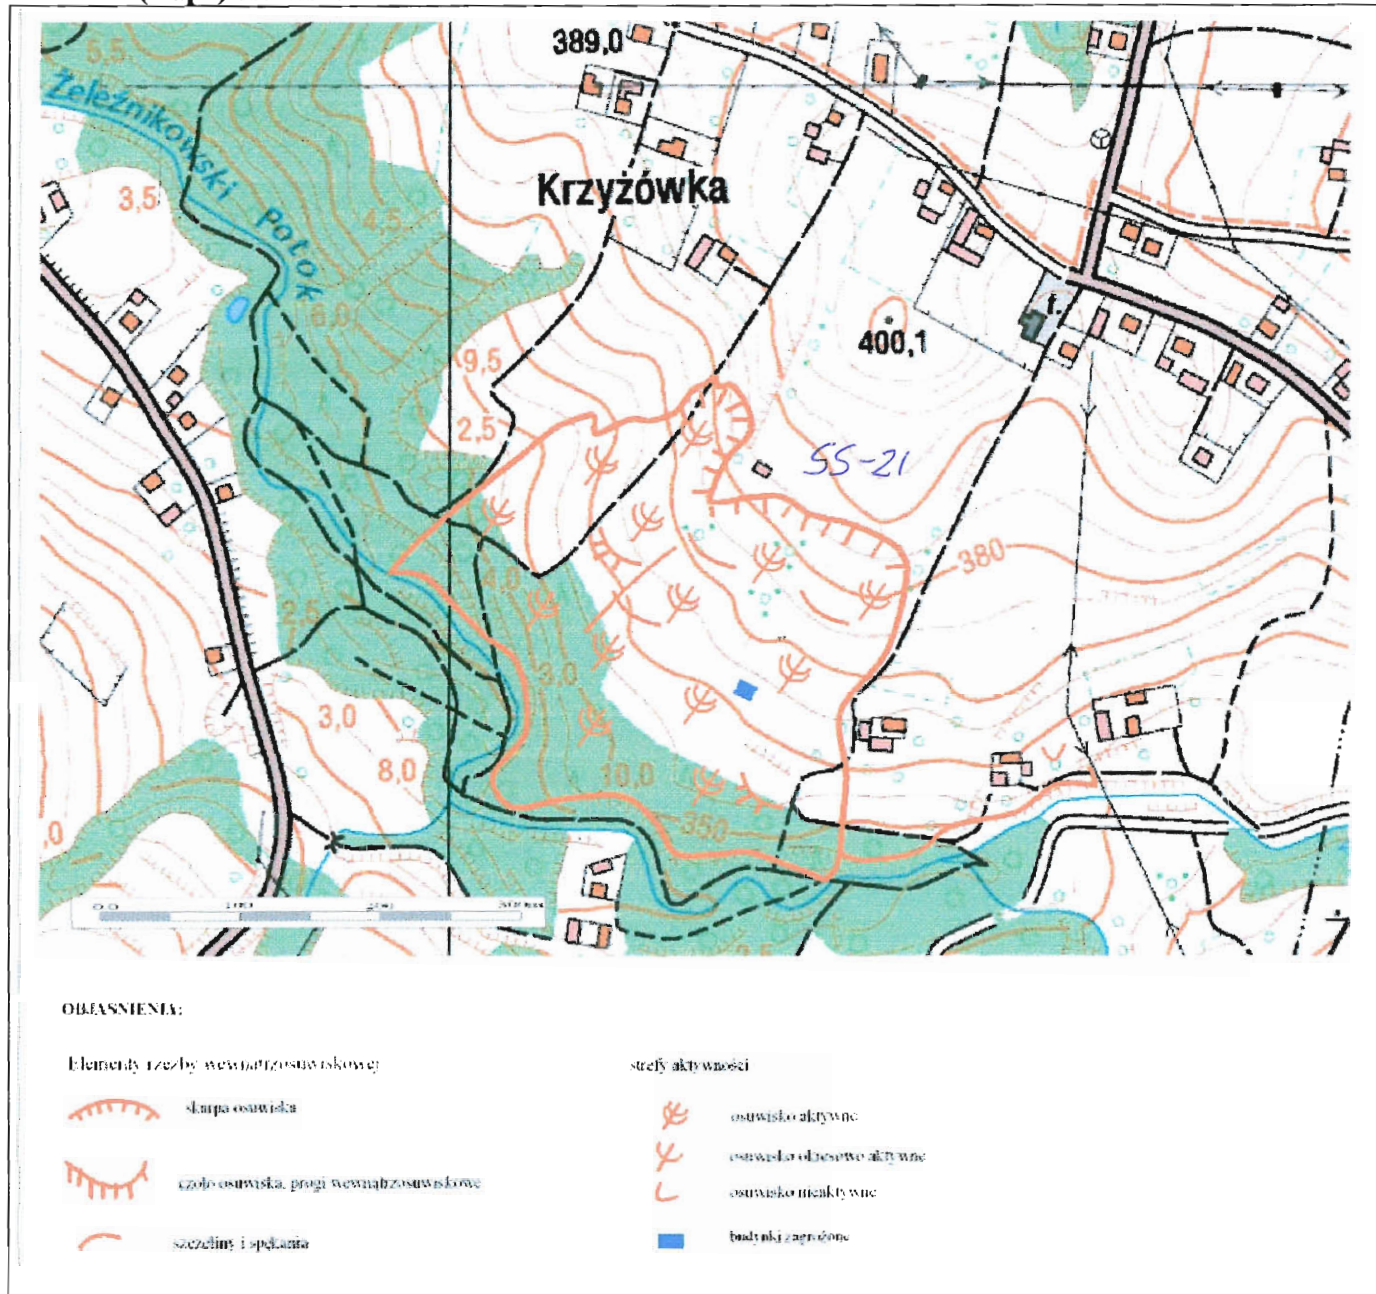 389,0
5,5
Żeleźnikowski Potok
3,5
Krzyżówka
4,5
6,0
f.
400,1
9,5
2,5
SS-21
380
4,0
2,5
3,0
3,0
8,0
10,0
350
,0
7
OBJAŚNIENIA:
Elementy rzeźby wewnątrzosuwiskowej
skarpa osuwiska
czoło osuwiska, progi wewnątrzosuwiskowe
szczeliny i spękania
strefy aktywności
osuwisko aktywne
osuwisko okresowo aktywne
osuwisko nieaktywne
budynki zagrożone